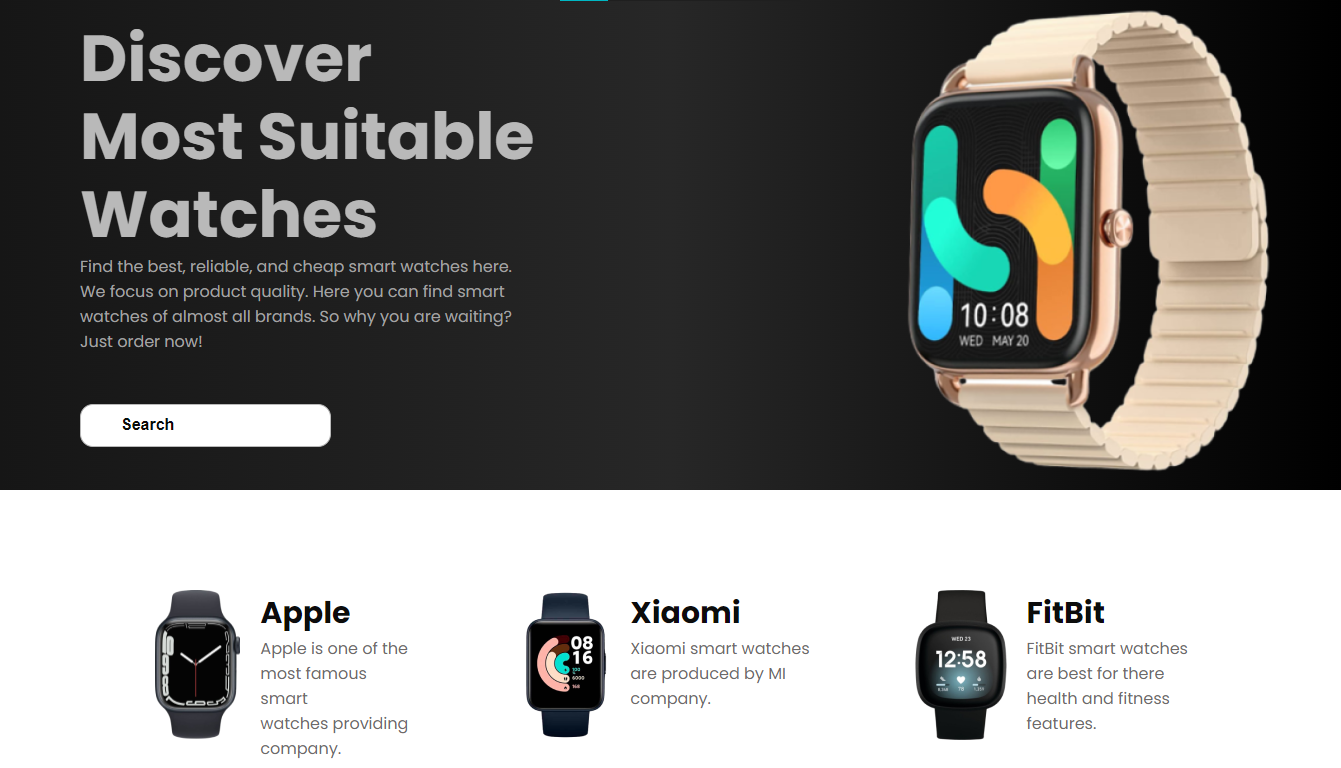 Discover
Most Suitable
Watches
Find the best, reliable, and cheap smart watches here.
We focus on product quality. Here you can find smart
watches of almost all brands. So why you are waiting?
Just order now!
10:08
WED MAY 20
Search
Apple
Apple is one of the
most famous
smart
watches providing
company.
08
16
6000
168
Xiaomi
Xiaomi smart watches
are produced by MI
company.
WED 23
12:58
FitBit
FitBit smart watches
are best for there
health and fitness
features.